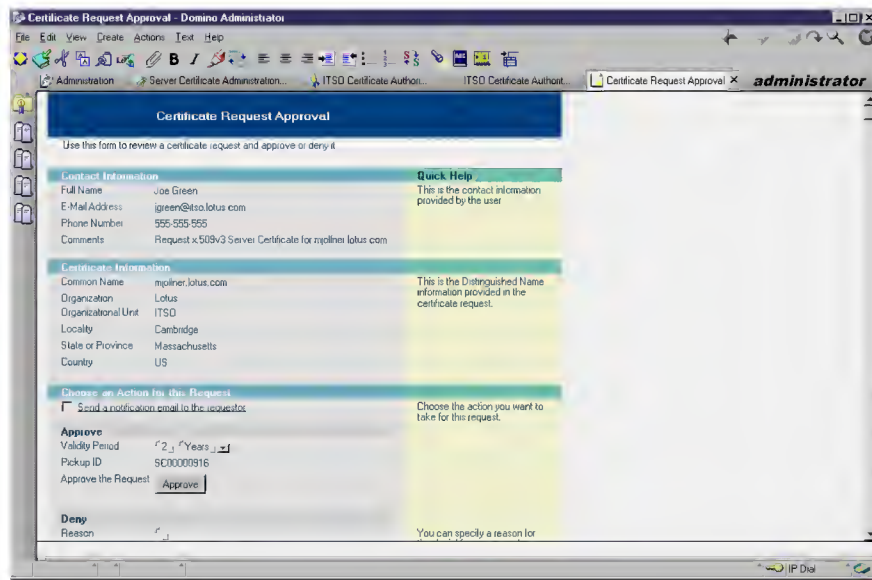 Certificate Request Approval - Domino Administrator
File Edit View Create Actions Text Help
Administration
Server Certificate Administration...
ITSO Certificate Author...
ITSO Certificate Authorit...
Certificate Request Approval
administrator
Certificate Request Approval
Use this form to review a certificate request and approve or deny it
Contact Information
Quick Help
Full Name Joe Green
This is the contact information
provided by the user
E-Mail Address jgreen@itso.lotus.com
Phone Number 555-555-555
Comments Request x.509v3 Server Certificate for mjollner.lotus.com
Certificate Information
Common Name mjollner.lotus.com
This is the Distinguished Name
information provided in the
certificate request.
Organization Lotus
Organizational Unit ITSO
Locality Cambridge
State or Province Massachusetts
Country US
Choose an Action for this Request
Send a notification email to the requestor
Choose the action you want to
take for this request.
Approve
Validity Period 2 Years
Pickup ID SC00000916
Approve the Request Approve
Deny
Reason
You can specify a reason for
IP Dial